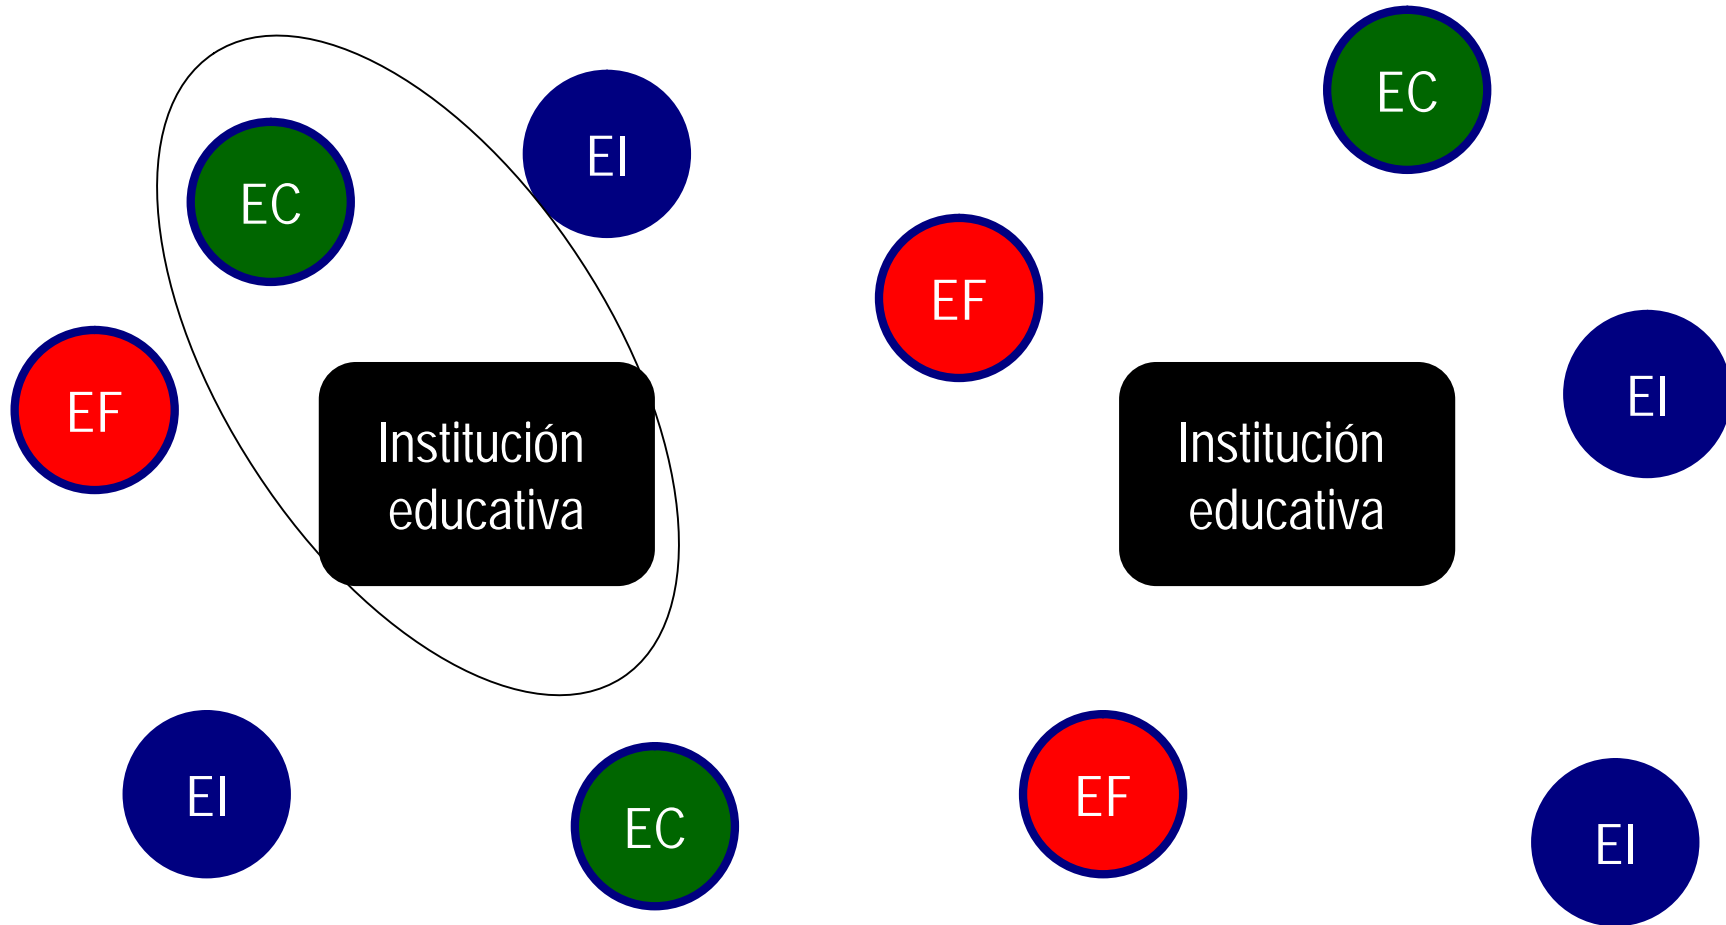 EC
EI
EC
EF
EF
EI
Institución
educativa
Institución
educativa
EI
EF
EC
EI